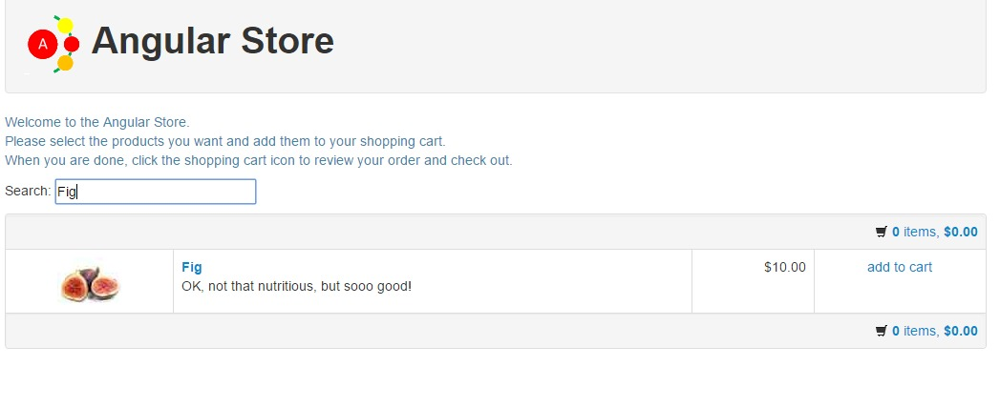 A
Angular Store
Welcome to the Angular Store.
Please select the products you want and add them to your shopping cart.
When you are done, click the shopping cart icon to review your order and check out.
Search: Fig
0 items, $0.00
Fig $10.00 add to cart
OK, not that nutritious, but sooo good!
0 items, $0.00